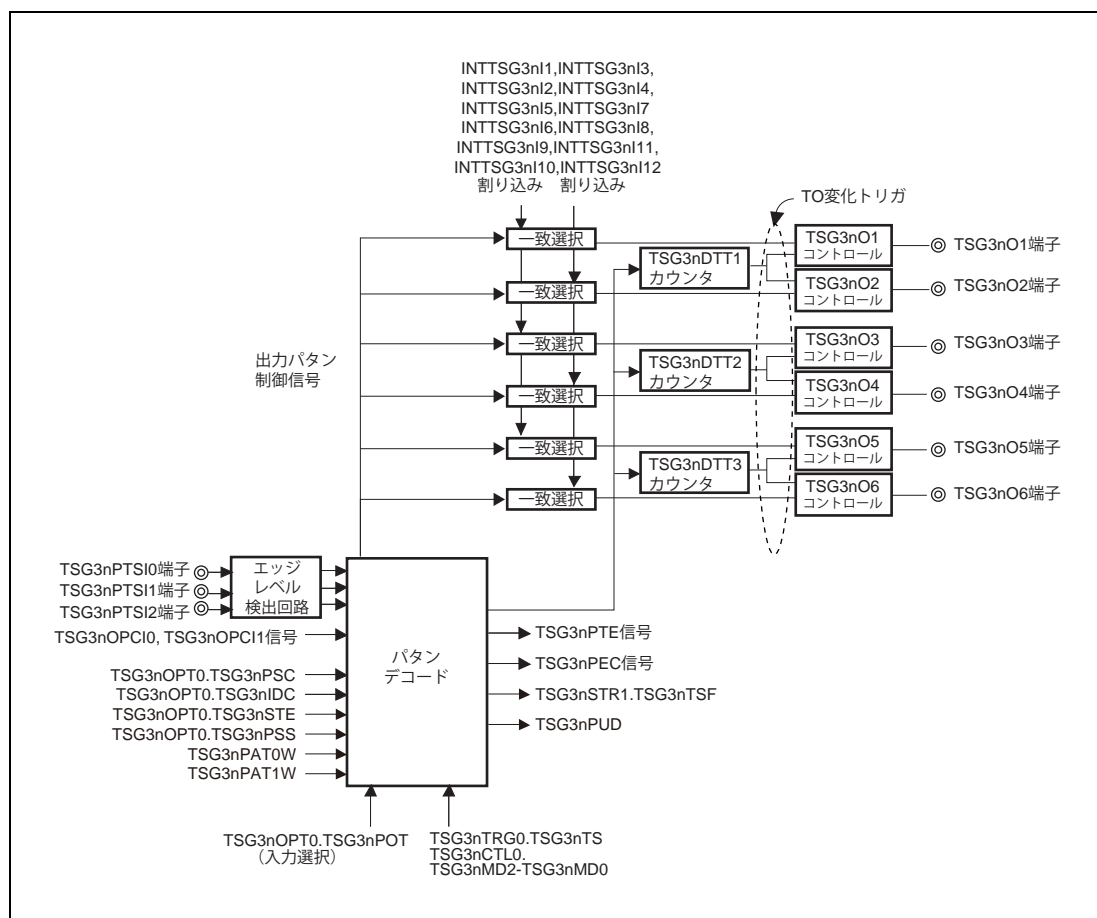 INTTSG3nI1,INTTSG3nI3,
INTTSG3nI2,INTTSG3nI4,
INTTSG3nI5,INTTSG3nI7
INTTSG3nI6,INTTSG3nI8,
INTTSG3nI9,INTTSG3nI11,
INTTSG3nI10,INTTSG3nI12
割り込み 割り込み
TO変化トリガ
一致選択
TSG3nO1
コントロール
TSG3nO1端子
TSG3nDTT1
カウンタ
一致選択
TSG3nO2
コントロール
TSG3nO2端子
出力パタン
制御信号
一致選択
TSG3nO3
コントロール
TSG3nO3端子
TSG3nDTT2
カウンタ
一致選択
TSG3nO4
コントロール
TSG3nO4端子
一致選択
TSG3nO5
コントロール
TSG3nO5端子
TSG3nDTT3
カウンタ
一致選択
TSG3nO6
コントロール
TSG3nO6端子
TSG3nPTSI0端子
TSG3nPTSI1端子
TSG3nPTSI2端子
エッジ
レベル
検出回路
TSG3nOPCI0, TSG3nOPCI1信号
TSG3nOPT0.TSG3nPSC
TSG3nOPT0.TSG3nIDC
TSG3nOPT0.TSG3nSTE
TSG3nOPT0.TSG3nPSS
TSG3nPAT0W
TSG3nPAT1W
パタン
デコード
TSG3nPTE信号
TSG3nPEC信号
TSG3nSTR1.TSG3nTSF
TSG3nPUD
TSG3nOPT0.TSG3nPOT
（入力選択）
TSG3nTRG0.TSG3nTS
TSG3nCTL0.
TSG3nMD2-TSG3nMD0